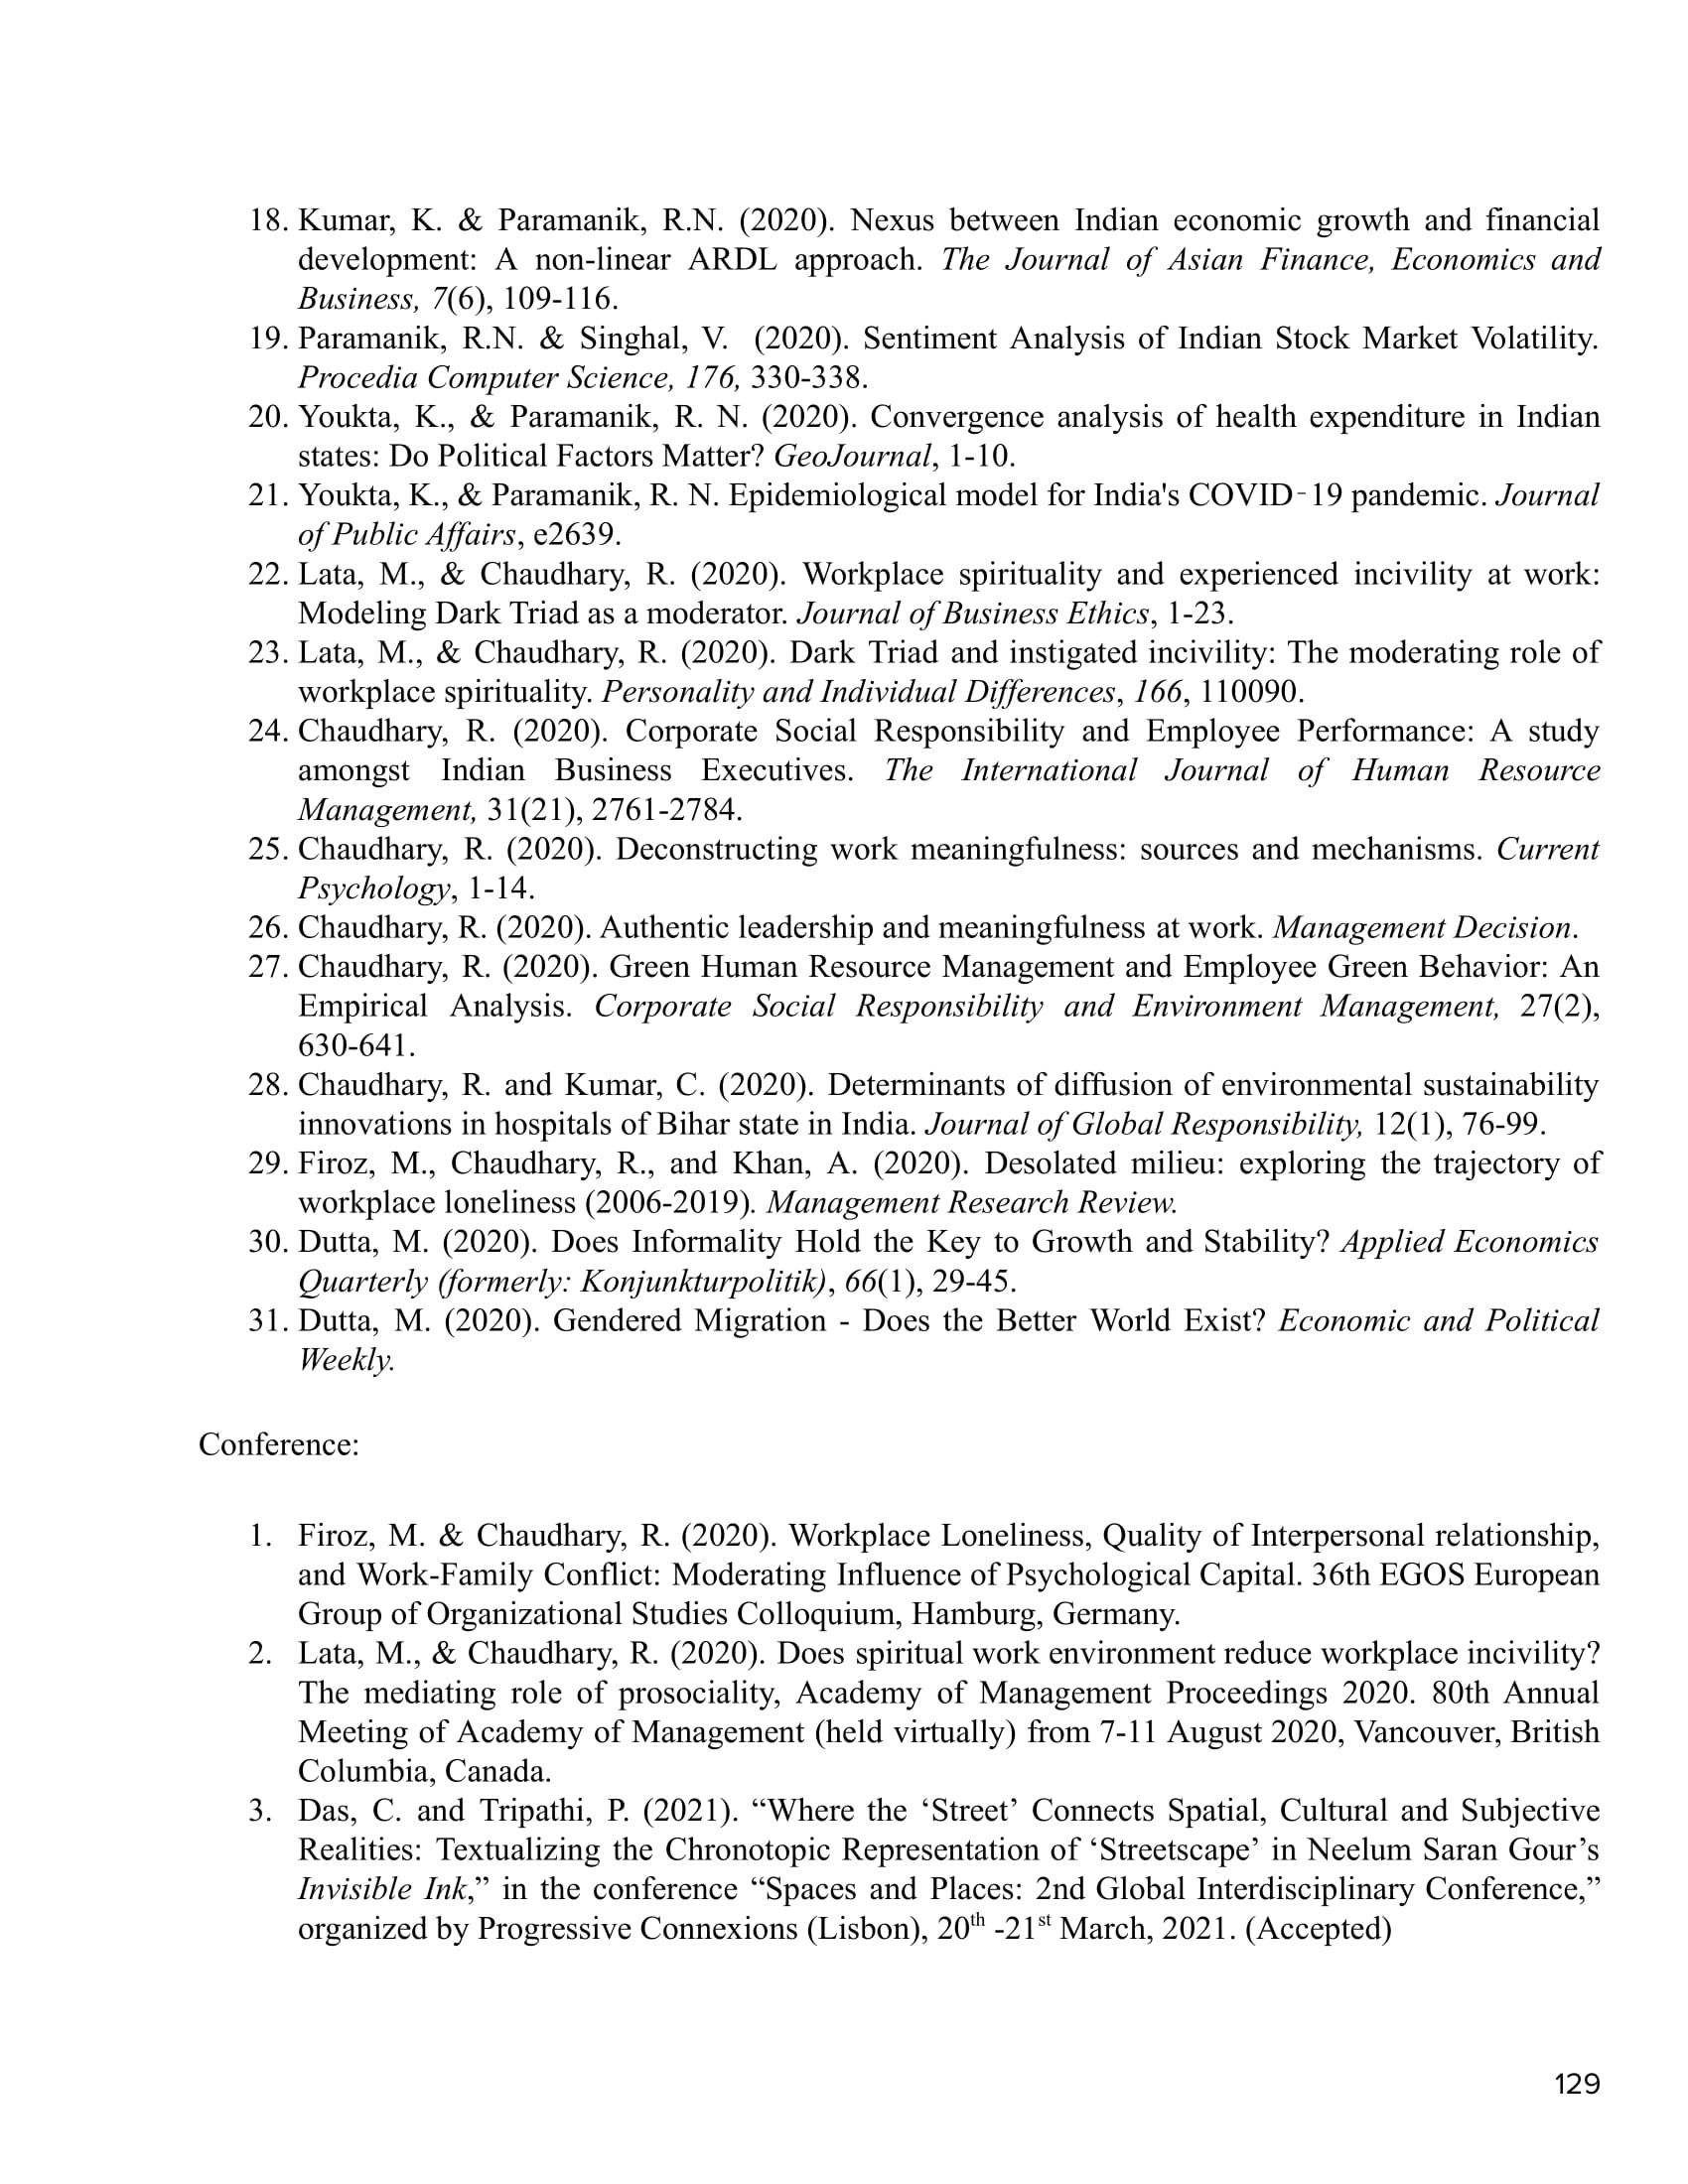 18. Kumar, K. & Paramanik, R.N. (2020). Nexus between Indian economic growth and financial
development: A non-linear ARDL approach. The Journal of Asian Finance, Economics and
Business, 7(6), 109-116.
19. Paramanik, R.N. & Singhal, V. (2020). Sentiment Analysis of Indian Stock Market Volatility.
Procedia Computer Science, 176, 330-338.
20. Youkta, K., & Paramanik, R. N. (2020). Convergence analysis of health expenditure in Indian
states: Do Political Factors Matter? GeoJournal, 1-10.
21. Youkta, K., & Paramanik, R. N. Epidemiological model for India's COVID‐19 pandemic. Journal
of Public Affairs, e2639.
22. Lata, M., & Chaudhary, R. (2020). Workplace spirituality and experienced incivility at work:
Modeling Dark Triad as a moderator. Journal of Business Ethics, 1-23.
23. Lata, M., & Chaudhary, R. (2020). Dark Triad and instigated incivility: The moderating role of
workplace spirituality. Personality and Individual Differences, 166, 110090.
24. Chaudhary, R. (2020). Corporate Social Responsibility and Employee Performance: A study
amongst Indian Business Executives. The International Journal of Human Resource
Management, 31(21), 2761-2784.
25. Chaudhary, R. (2020). Deconstructing work meaningfulness: sources and mechanisms. Current
Psychology, 1-14.
26. Chaudhary, R. (2020). Authentic leadership and meaningfulness at work. Management Decision.
27. Chaudhary, R. (2020). Green Human Resource Management and Employee Green Behavior: An
Empirical Analysis. Corporate Social Responsibility and Environment Management, 27(2),
630-641.
28. Chaudhary, R. and Kumar, C. (2020). Determinants of diffusion of environmental sustainability
innovations in hospitals of Bihar state in India. Journal of Global Responsibility, 12(1), 76-99.
29. Firoz, M., Chaudhary, R., and Khan, A. (2020). Desolated milieu: exploring the trajectory of
workplace loneliness (2006-2019). Management Research Review.
30. Dutta, M. (2020). Does Informality Hold the Key to Growth and Stability? Applied Economics
Quarterly (formerly: Konjunkturpolitik), 66(1), 29-45.
31. Dutta, M. (2020). Gendered Migration - Does the Better World Exist? Economic and Political
Weekly.
Conference:
1. Firoz, M. & Chaudhary, R. (2020). Workplace Loneliness, Quality of Interpersonal relationship,
and Work-Family Conflict: Moderating Influence of Psychological Capital. 36th EGOS European
Group of Organizational Studies Colloquium, Hamburg, Germany.
2. Lata, M., & Chaudhary, R. (2020). Does spiritual work environment reduce workplace incivility?
The mediating role of prosociality, Academy of Management Proceedings 2020. 80th Annual
Meeting of Academy of Management (held virtually) from 7-11 August 2020, Vancouver, British
Columbia, Canada.
3. Das, C. and Tripathi, P. (2021). “Where the ‘Street’ Connects Spatial, Cultural and Subjective
Realities: Textualizing the Chronotopic Representation of ‘Streetscape’ in Neelum Saran Gour’s
Invisible Ink,” in the conference “Spaces and Places: 2nd Global Interdisciplinary Conference,”
organized by Progressive Connexions (Lisbon), 20th -21st March, 2021. (Accepted)
129